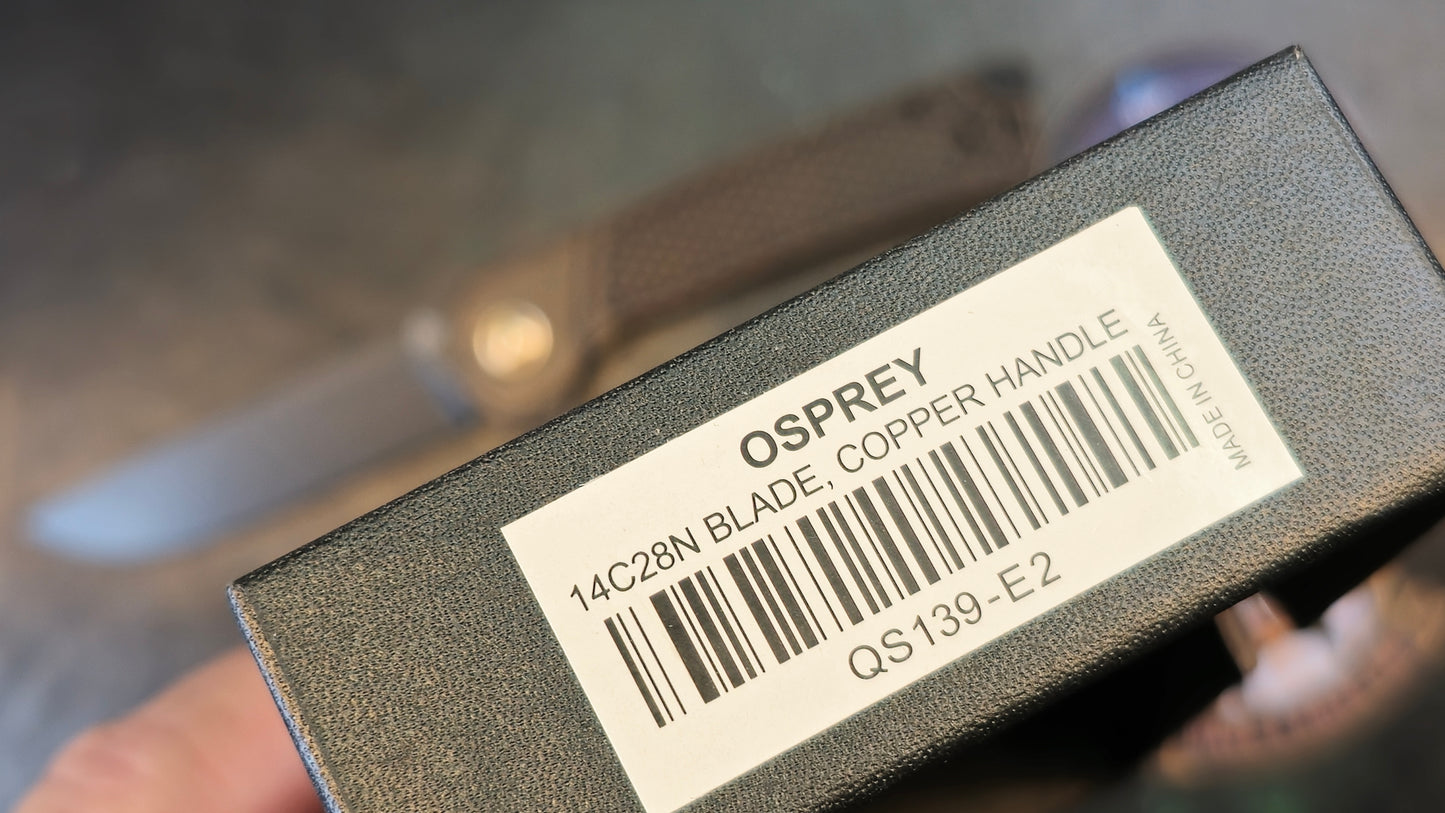 OSPREY
14C28N BLADE, COPPER HANDLE
MADE IN CHINA
QS139-E2